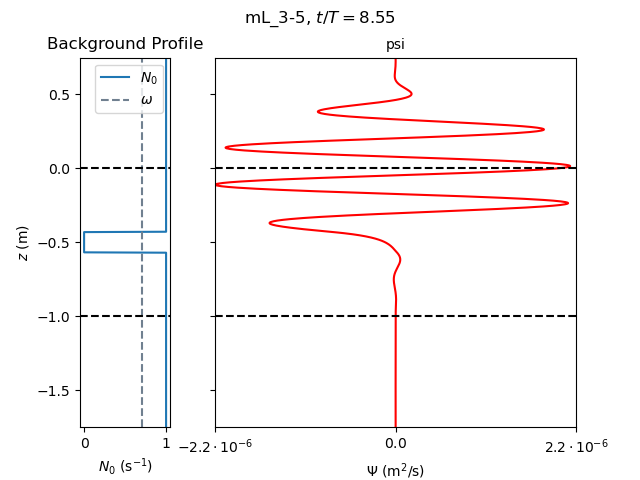 mL_3-5, t/T = 8.55
Background Profile
psi
N₀
ω
0.5
0.0
−0.5
−1.0
−1.5
z (m)
0
1
N₀ (s⁻¹)
−2.2 · 10⁻⁶
0.0
2.2 · 10⁻⁶
Ψ (m²/s)